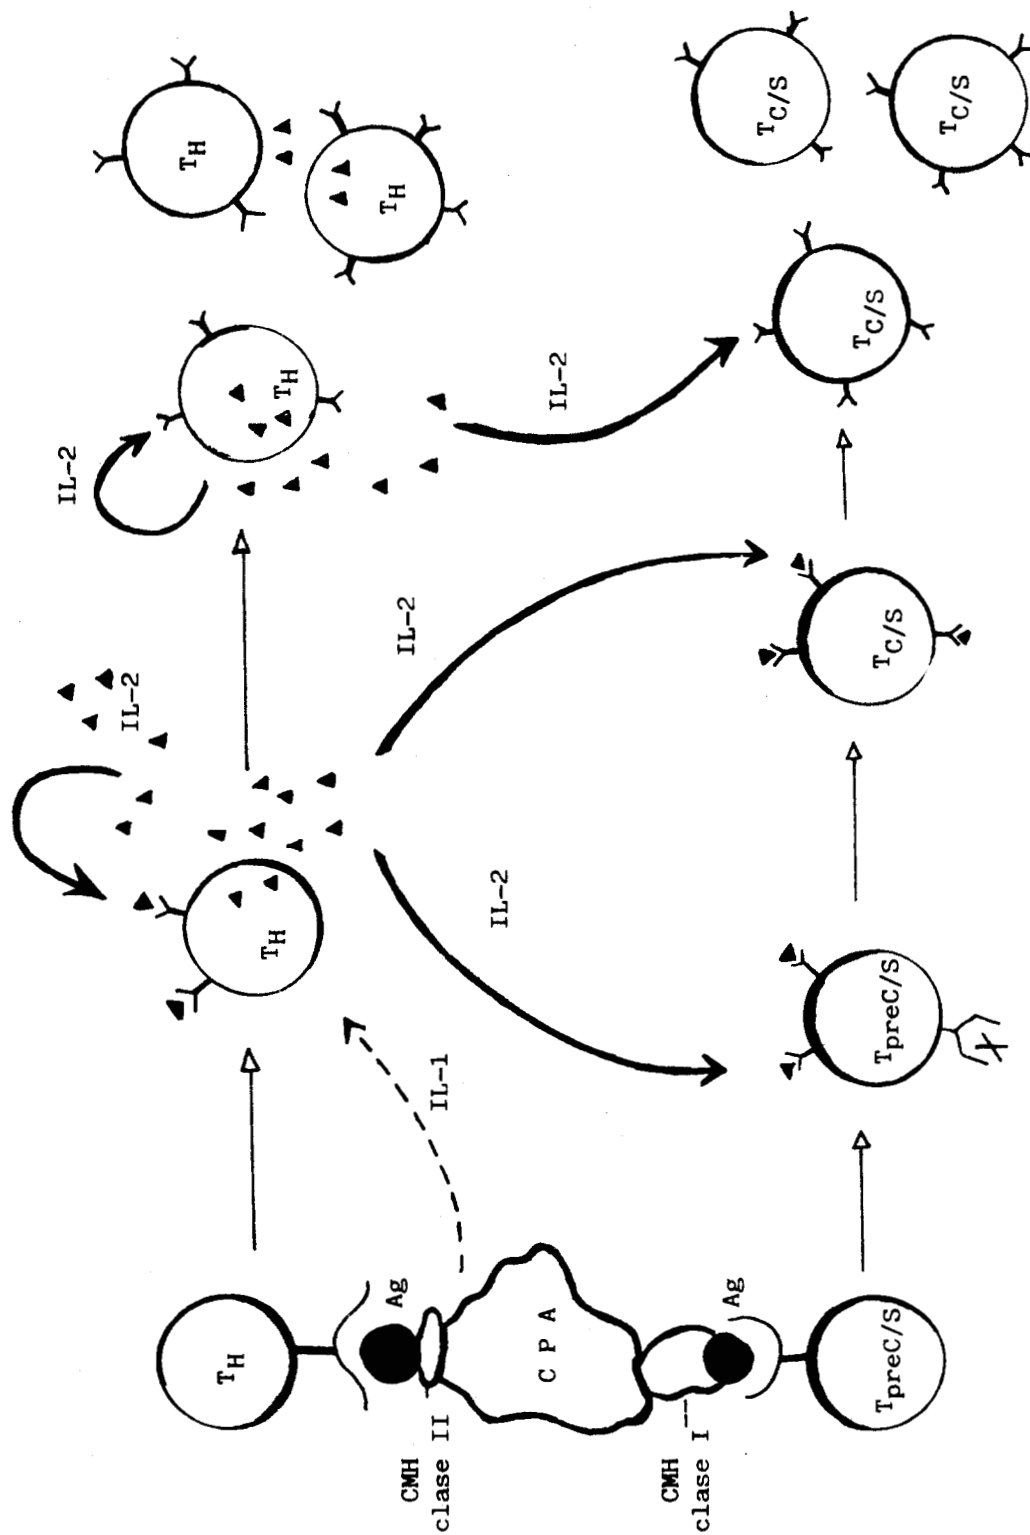 IL-2
IL-2
TH
TH
TH
TH
TH
Ag
IL-2
CMH
clase II
IL-1
IL-2
C P A
IL-2
CMH
clase I
Ag
TC/S
TC/S
TC/S
TpreC/S
TpreC/S
TC/S